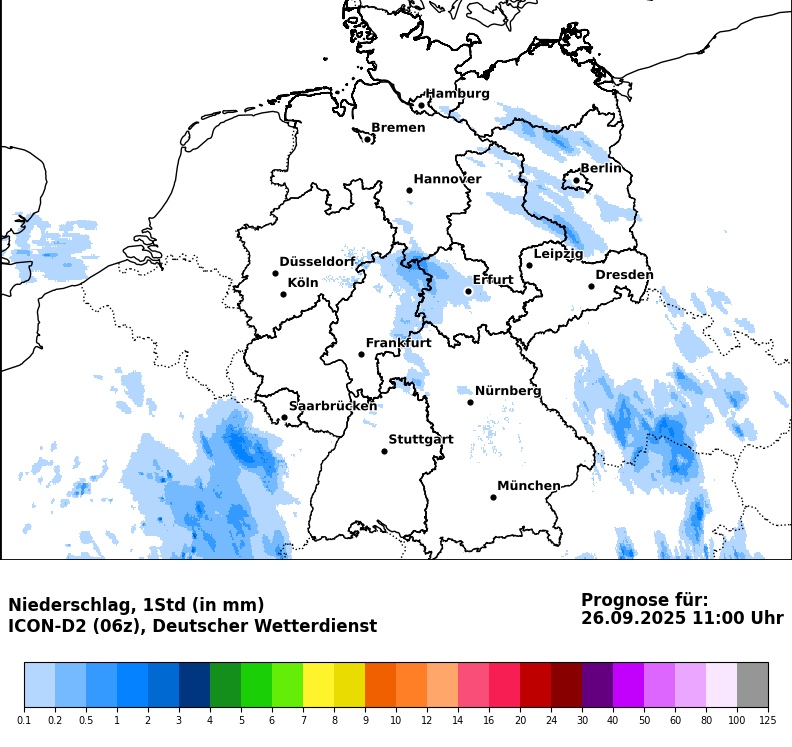 Hamburg
Bremen
Berlin
Hannover
Leipzig
Düsseldorf
Dresden
Erfurt
Köln
Frankfurt
Nürnberg
Saarbrücken
Stuttgart
München
Niederschlag, 1Std (in mm)
ICON-D2 (06z), Deutscher Wetterdienst
Prognose für:
26.09.2025 11:00 Uhr
0.1 0.2 0.5 1 2 3 4 5 6 7 8 9 10 12 14 16 20 24 30 40 50 60 80 100 125